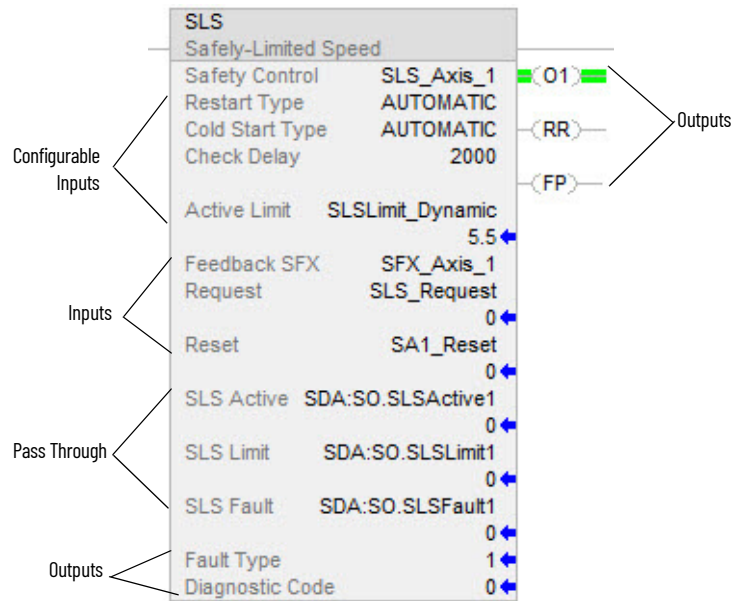 SLS
Safely-Limited Speed
Safety Control SLS_Axis_1 (O1)
Restart Type AUTOMATIC
Cold Start Type AUTOMATIC (RR)
Check Delay 2000
(FP)
Active Limit SLSLimit_Dynamic
5.5
Feedback SFX SFX_Axis_1
Request SLS_Request
0
Reset SA1_Reset
0
SLS Active SDA:SO.SLSActive1
0
SLS Limit SDA:SO.SLSLimit1
0
SLS Fault SDA:SO.SLSFault1
0
Fault Type 1
Diagnostic Code 0
Configurable
Inputs
Inputs
Pass Through
Outputs
Outputs